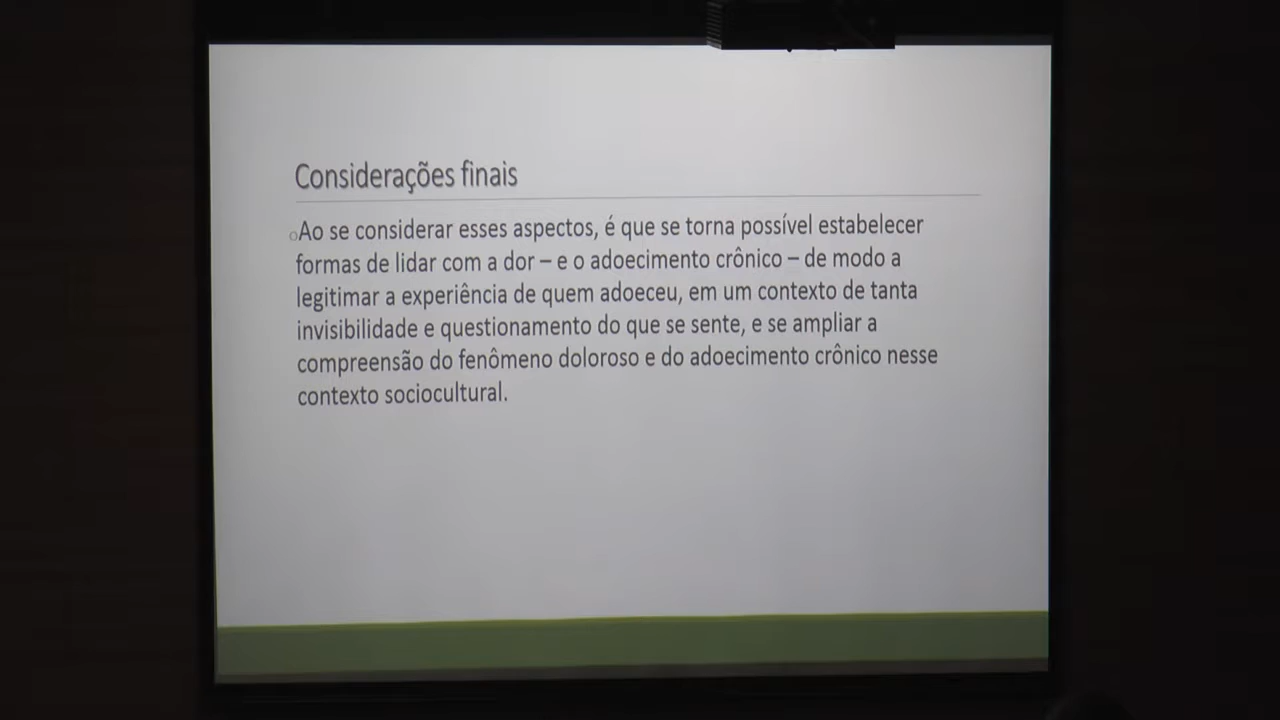 Considerações finais
oAo se considerar esses aspectos, é que se torna possível estabelecer
formas de lidar com a dor – e o adoecimento crônico – de modo a
legitimar a experiência de quem adoeceu, em um contexto de tanta
invisibilidade e questionamento do que se sente, e se ampliar a
compreensão do fenômeno doloroso e do adoecimento crônico nesse
contexto sociocultural.